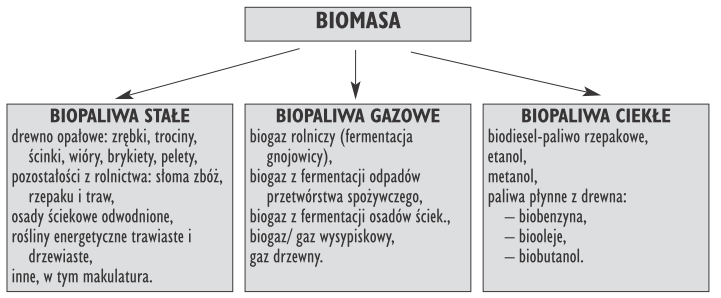 BIOMASA
BIOPALIWA STAŁE
drewno opałowe: zrębki, trociny,
ścinki, wióry, brykiety, pelety,
pozostałości z rolnictwa: słoma zbóż,
rzepaku i traw,
osady ściekowe odwodnione,
rośliny energetyczne trawiaste i
drzewiaste,
inne, w tym makulatura.
BIOPALIWA GAZOWE
biogaz rolniczy (fermentacja
gnojowicy),
biogaz z fermentacji odpadów
przetwórstwa spożywczego,
biogaz z fermentacji osadów ściek.,
biogaz/ gaz wysypiskowy,
gaz drzewny.
BIOPALIWA CIEKŁE
biodiesel-paliwo rzepakowe,
etanol,
metanol,
paliwa płynne z drewna:
– biobenzyna,
– biooleje,
– biobutanol.